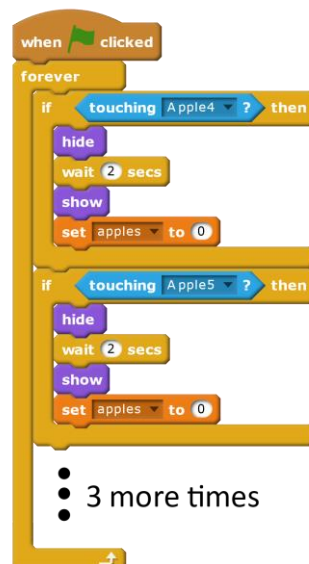 when clicked
forever
if touching Apple4 ? then
hide
wait 2 secs
show
set apples to 0
if touching Apple5 ? then
hide
wait 2 secs
show
set apples to 0
3 more times